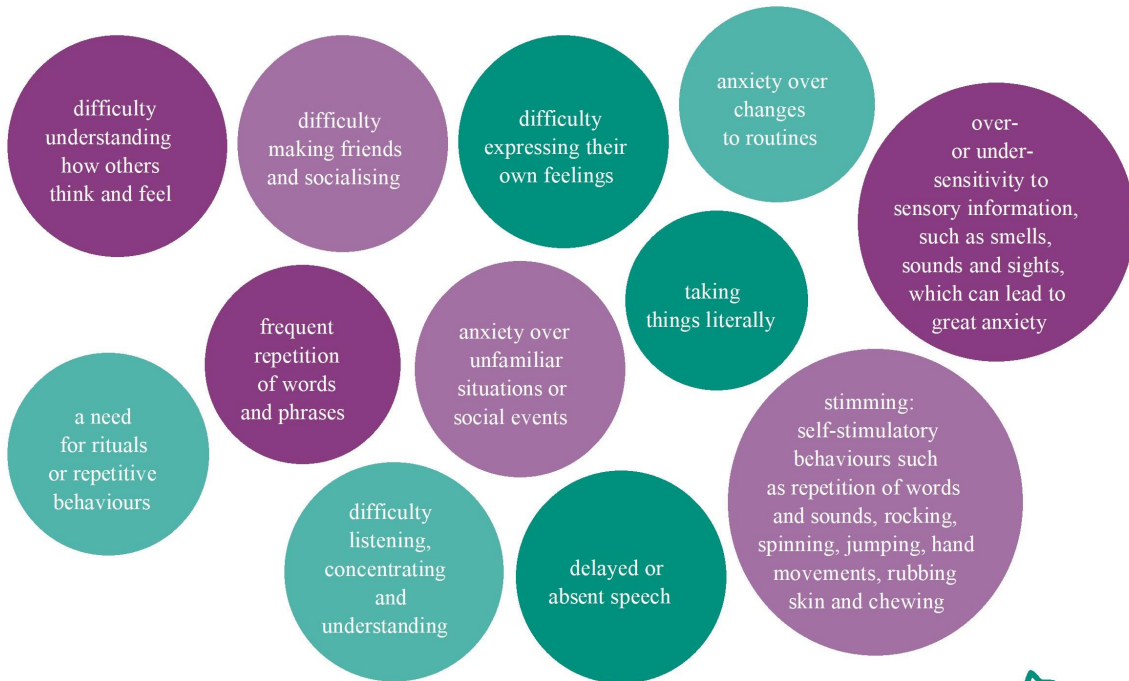 difficulty
understanding
how others
think and feel
difficulty
making friends
and socialising
difficulty
expressing their
own feelings
anxiety over
changes
to routines
over-
or under-
sensitivity to
sensory information,
such as smells,
sounds and sights,
which can lead to
great anxiety
frequent
repetition
of words
and phrases
anxiety over
unfamiliar
situations or
social events
taking
things literally
a need
for rituals
or repetitive
behaviours
difficulty
listening,
concentrating
and
understanding
delayed or
absent speech
stimming:
self-stimulatory
behaviours such
as repetition of words
and sounds, rocking,
spinning, jumping, hand
movements, rubbing
skin and chewing